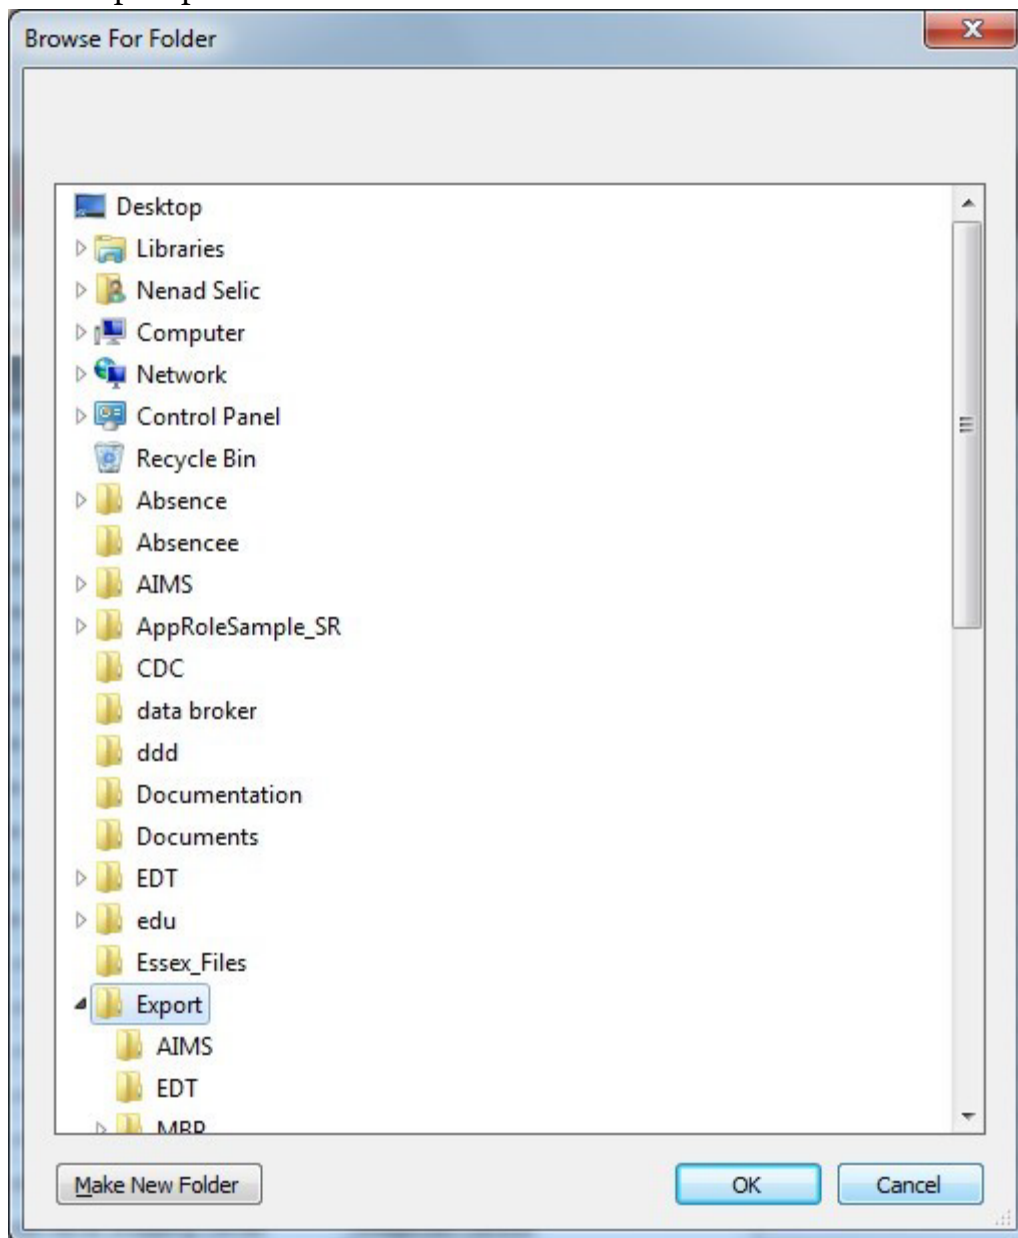 Browse For Folder
Desktop
Libraries
Nenad Selic
Computer
Network
Control Panel
Recycle Bin
Absence
Absencee
AIMS
AppRoleSample_SR
CDC
data broker
ddd
Documentation
Documents
EDT
edu
Essex_Files
Export
AIMS
EDT
Make New Folder OK Cancel